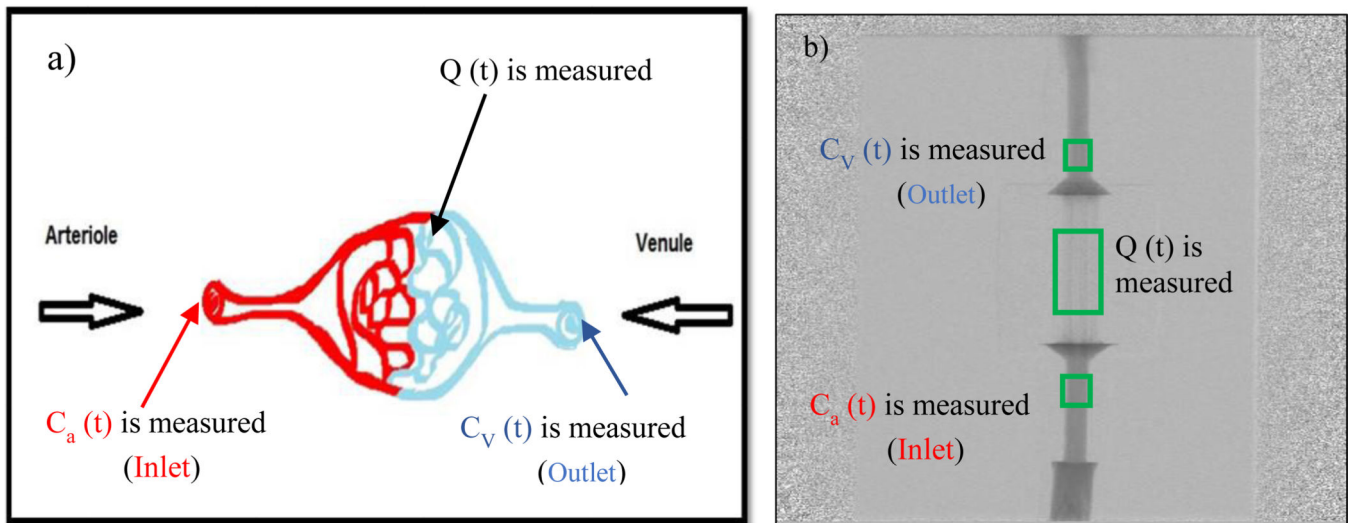 a)
Q (t) is measured
Arteriole
Venule
C_a (t) is measured
(Inlet)
C_V (t) is measured
(Outlet)
b)
C_V (t) is measured
(Outlet)
Q (t) is
measured
C_a (t) is measured
(Inlet)